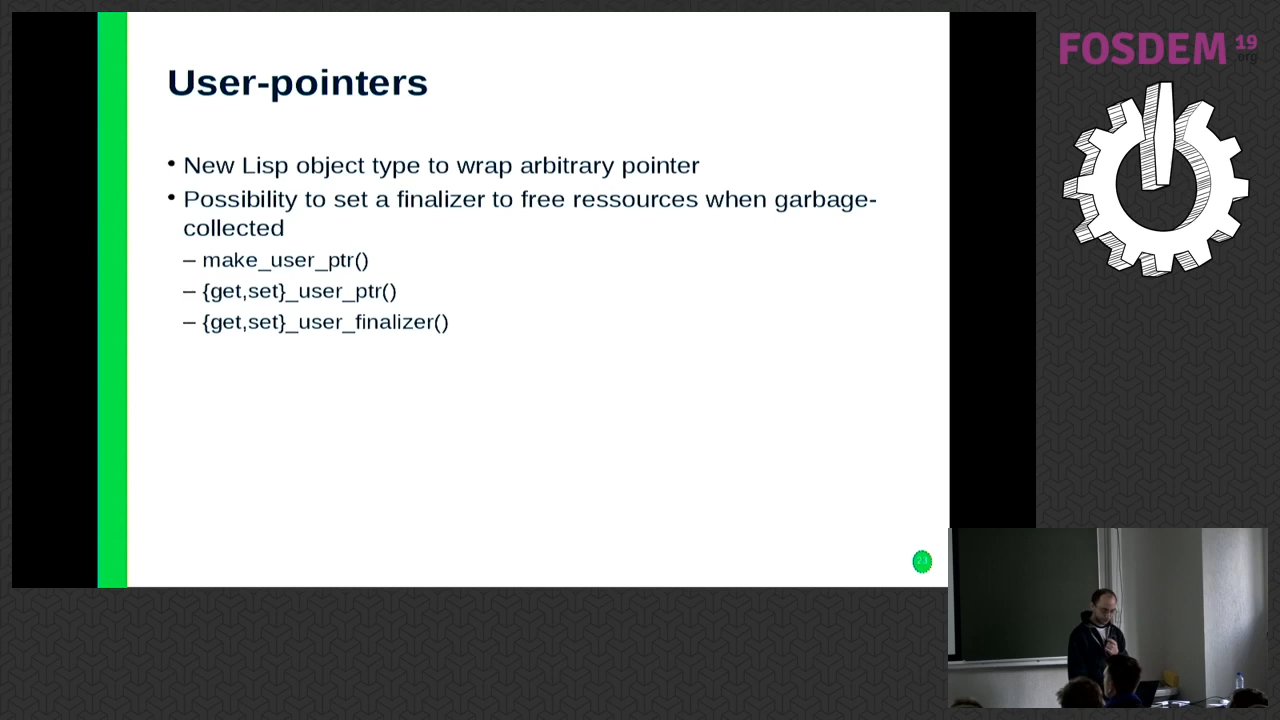 User-pointers
• New Lisp object type to wrap arbitrary pointer
• Possibility to set a finalizer to free ressources when garbage-
collected
– make_user_ptr()
– {get,set}_user_ptr()
– {get,set}_user_finalizer()
23
FOSDEM 19
.org